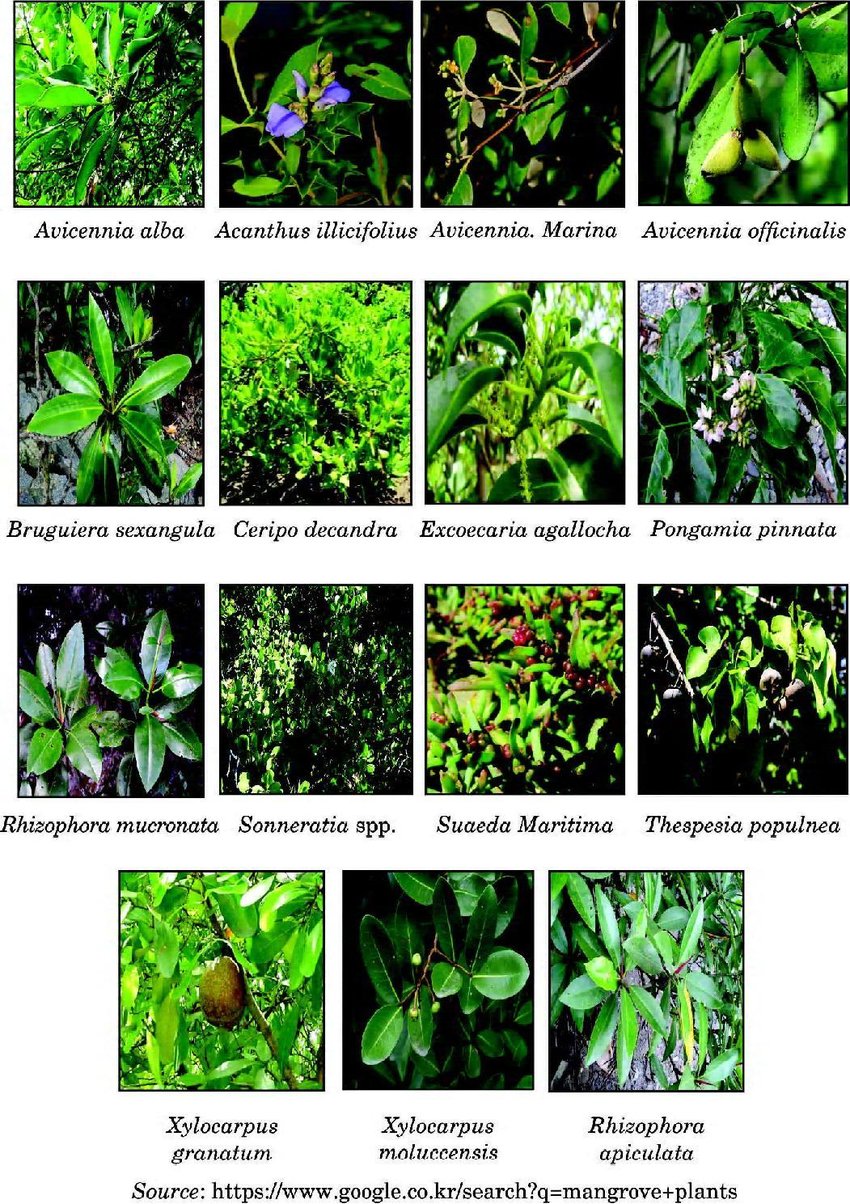 Avicennia alba Acanthus illicifolius Avicennia. Marina Avicennia officinalis
Bruguiera sexangula Ceripo decandra Excoecaria agallocha Pongamia pinnata
Rhizophora mucronata Sonneratia spp. Suaeda Maritima Thespesia populnea
Xylocarpus granatum
Xylocarpus moluccensis
Rhizophora apiculata
Source: https://www.google.co.kr/search?q=mangrove+plants